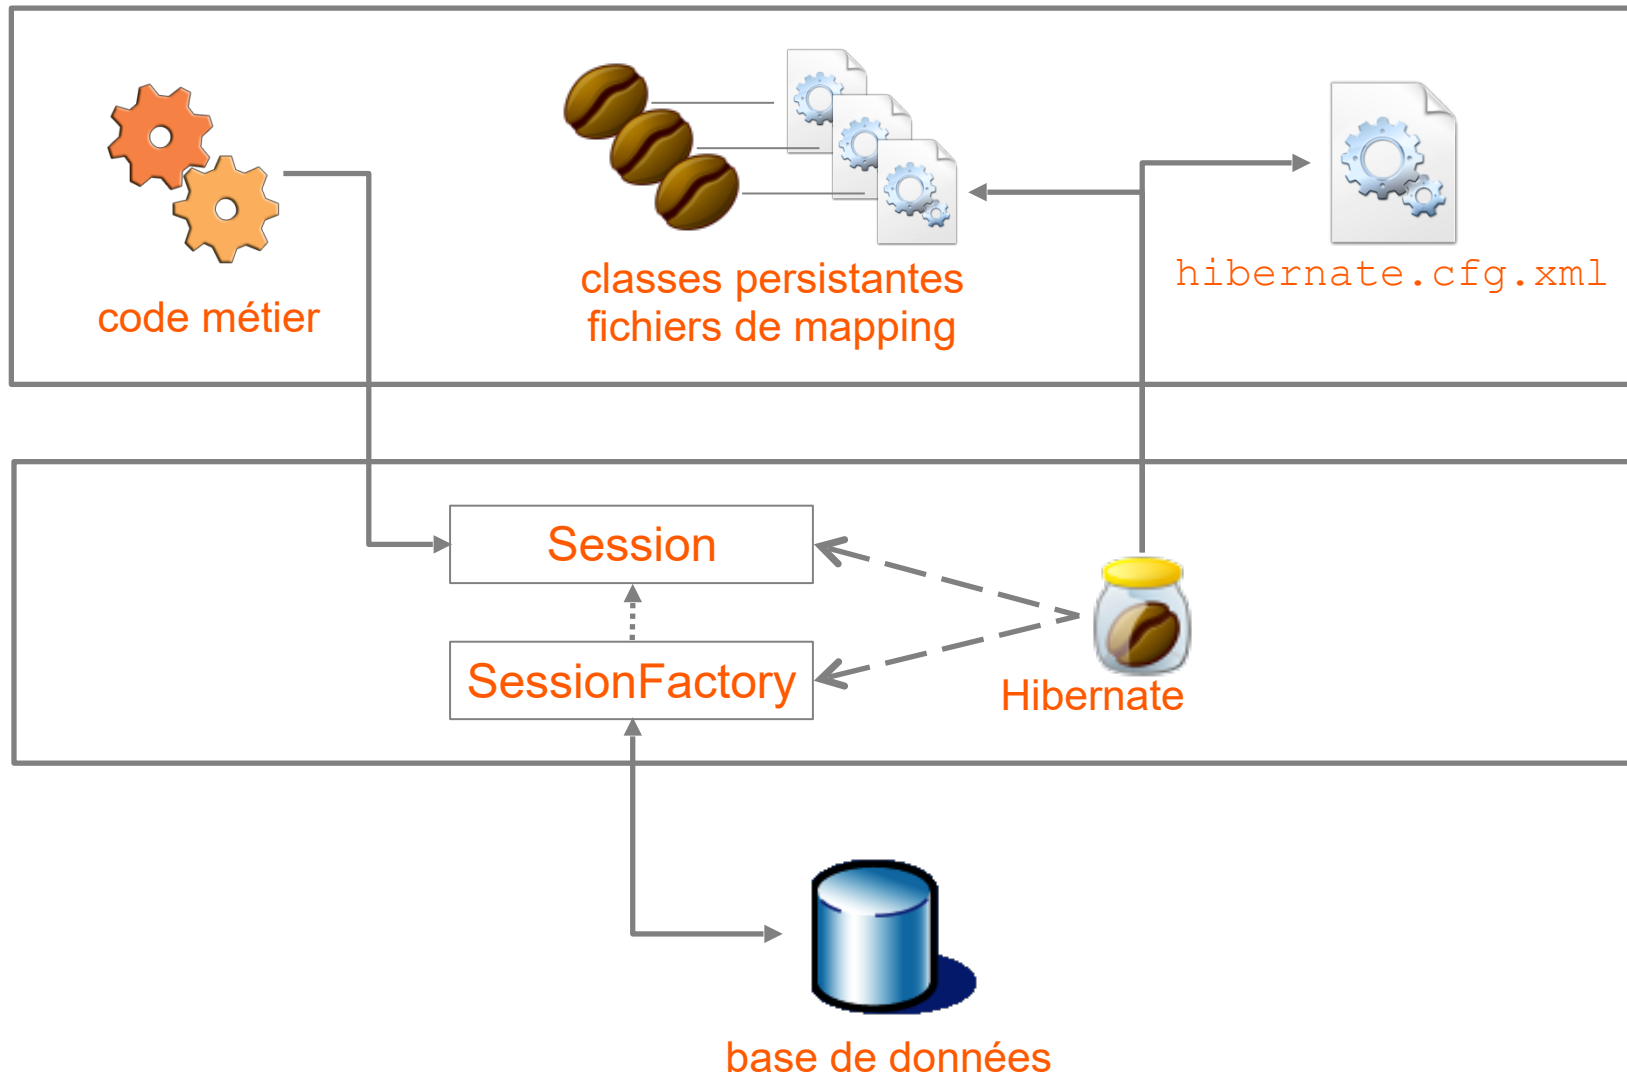 code métier
classes persistantes
fichiers de mapping
hibernate.cfg.xml
Session
SessionFactory
Hibernate
base de données